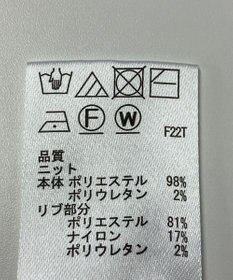 F W F22T
品質
ニット
本体 ポリエステル 98%
ポリウレタン 2%
リブ部分
ポリエステル 81%
ナイロン 17%
ポリウレタン 2%